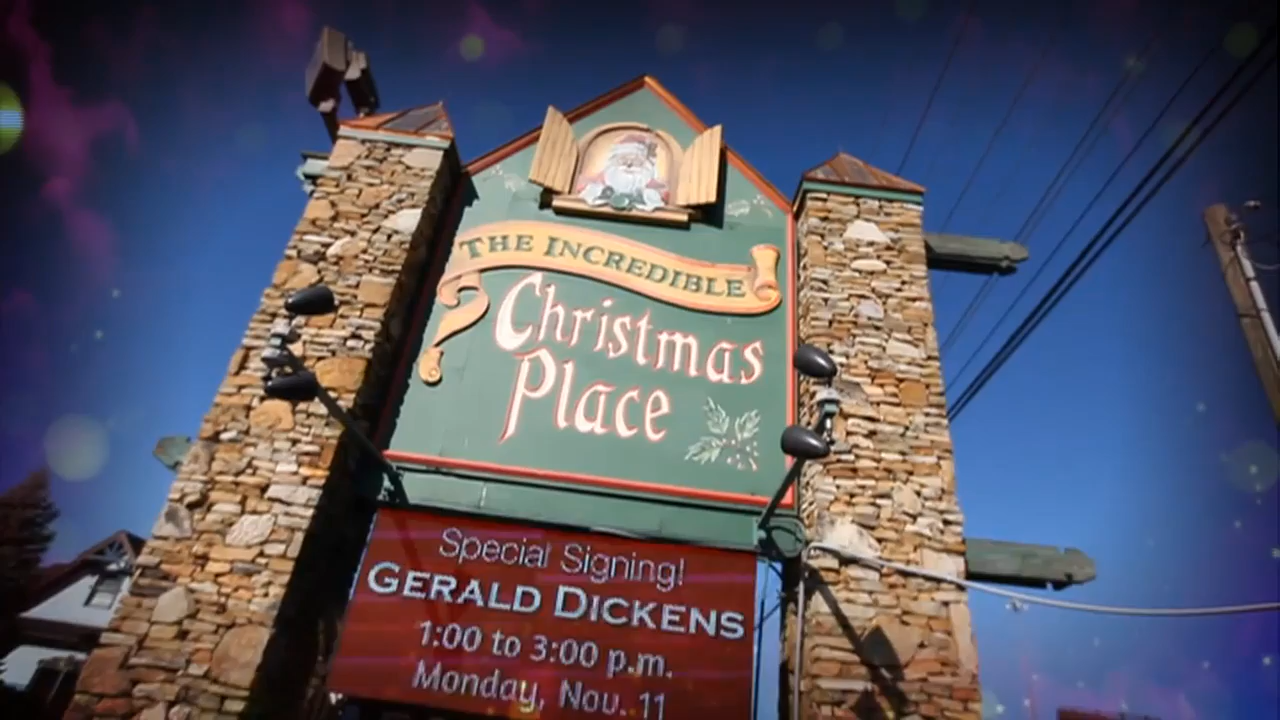 THE INCREDIBLE
Christmas
Place
Special Signing!
GERALD DICKENS
1:00 to 3:00 p.m.
Monday, Nov. 11